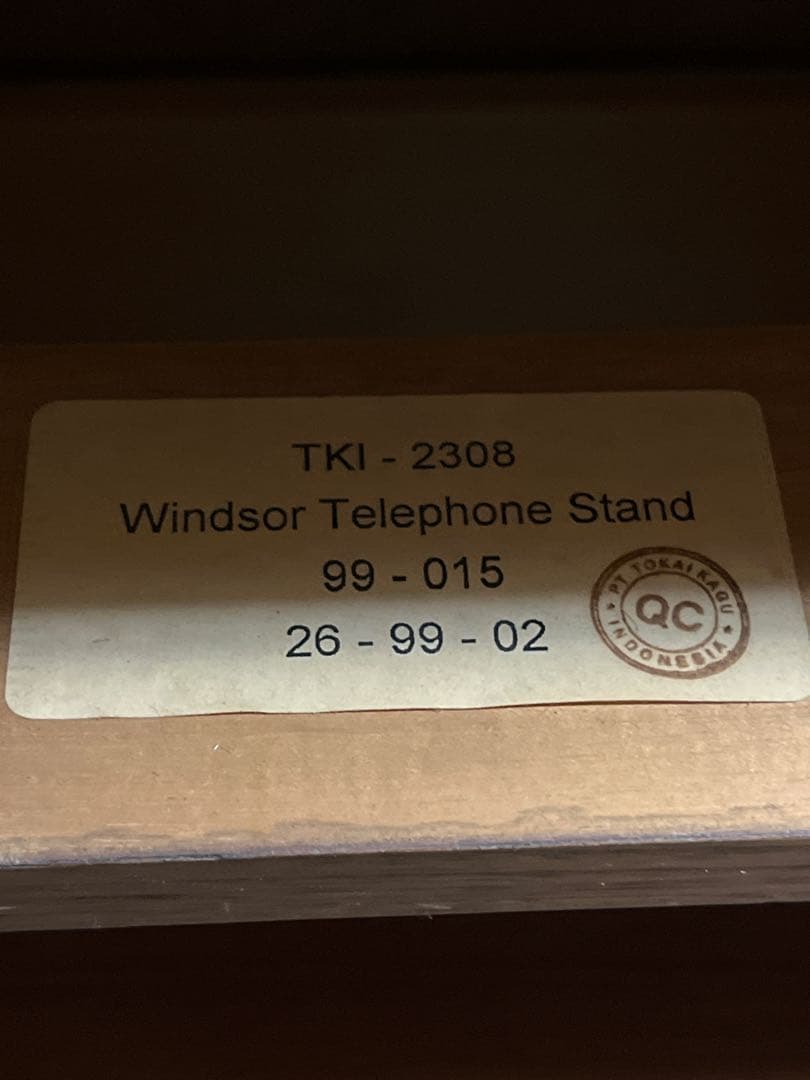 TKI - 2308
Windsor Telephone Stand
99 - 015
26 - 99 - 02
PT TOKAI KAGU
QC
INDONESIA